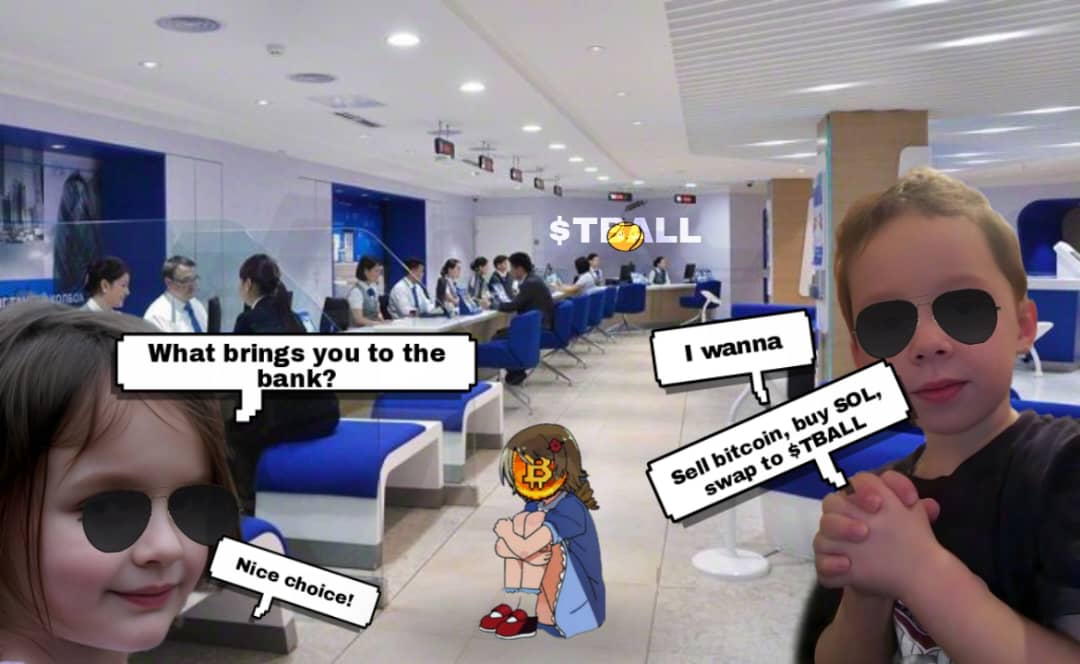 $TBALL
What brings you to the
bank?
I wanna
Sell bitcoin, buy SOL,
swap to $TBALL
Nice choice!